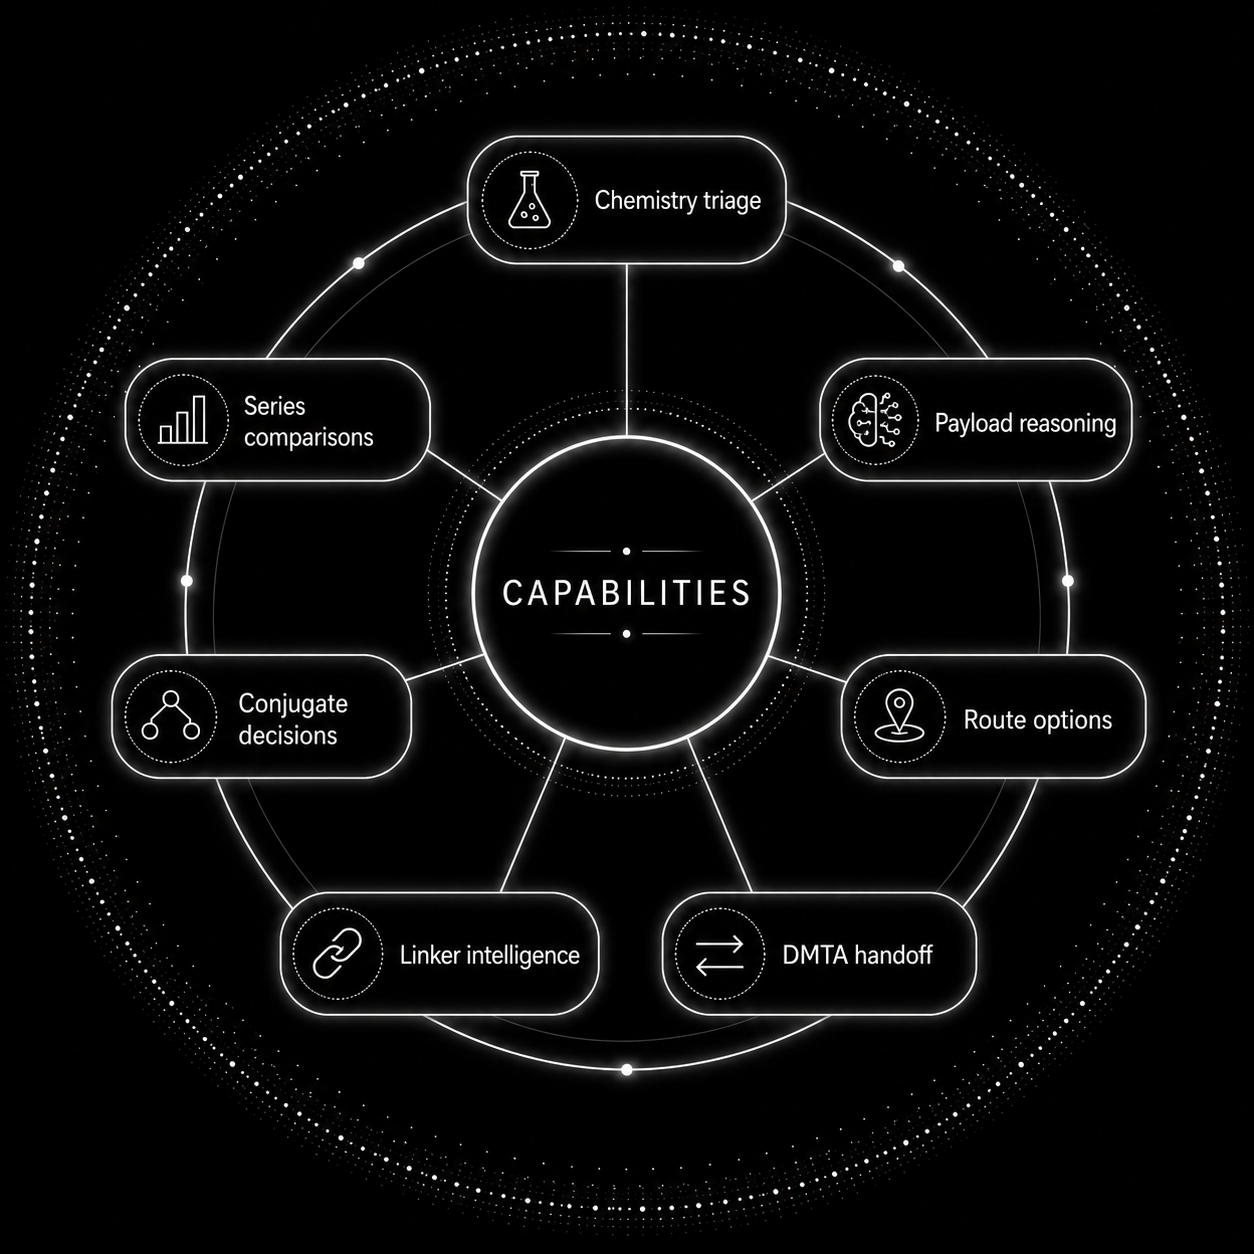 Chemistry triage
Series
comparisons
Payload reasoning
CAPABILITIES
Conjugate
decisions
Route options
Linker intelligence
DMTA handoff